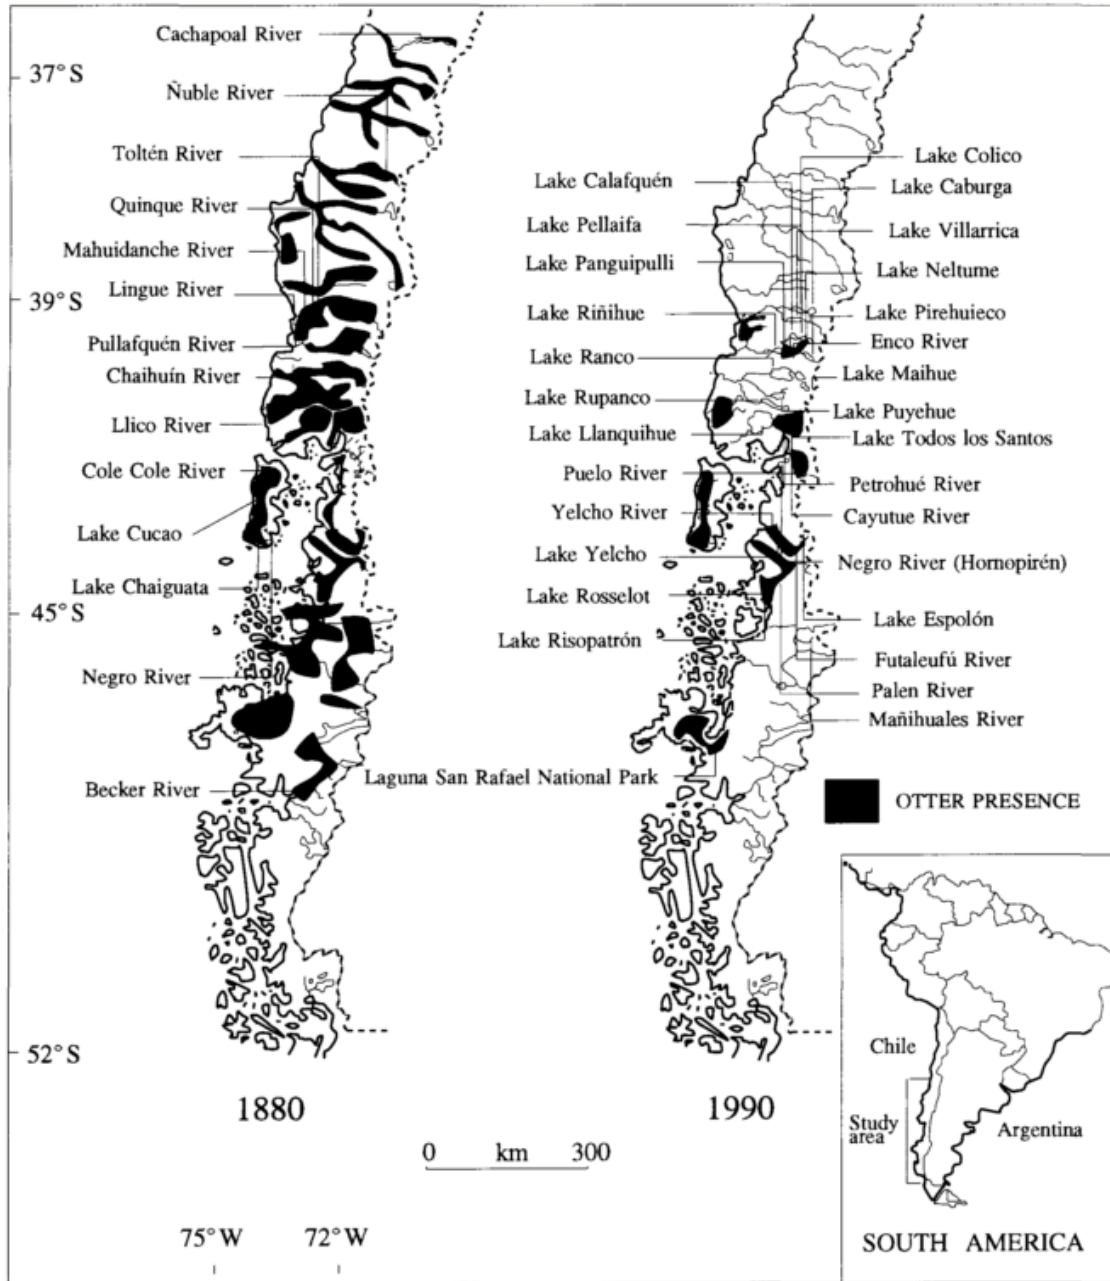 37°S
39°S
45°S
52°S
Cachapoal River
Ñuble River
Toltén River
Quinque River
Mahuidanche River
Lingue River
Pullafquén River
Chaihuín River
Llico River
Cole Cole River
Lake Cucao
Lake Chaiguata
Negro River
Becker River
1880
Lake Calafquén
Lake Pellaifa
Lake Panguipulli
Lake Riñihue
Lake Ranco
Lake Rupanco
Lake Llanquihue
Puelo River
Yelcho River
Lake Yelcho
Lake Rosselot
Lake Risopatrón
Laguna San Rafael National Park
Lake Colico
Lake Caburga
Lake Villarrica
Lake Neltume
Lake Pirehuieco
Enco River
Lake Maihue
Lake Puyehue
Lake Todos los Santos
Petrohué River
Cayutue River
Negro River (Hornopirén)
Lake Espolón
Futaleufú River
Palen River
Mañihuales River
1990
OTTER PRESENCE
0 km 300
75°W 72°W
Chile
Study
area
Argentina
SOUTH AMERICA